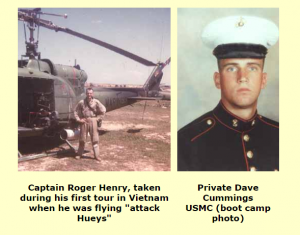 Captain Roger Henry, taken
during his first tour in Vietnam
when he was flying "attack
Hueys"
Private Dave
Cummings
USMC (boot camp
photo)